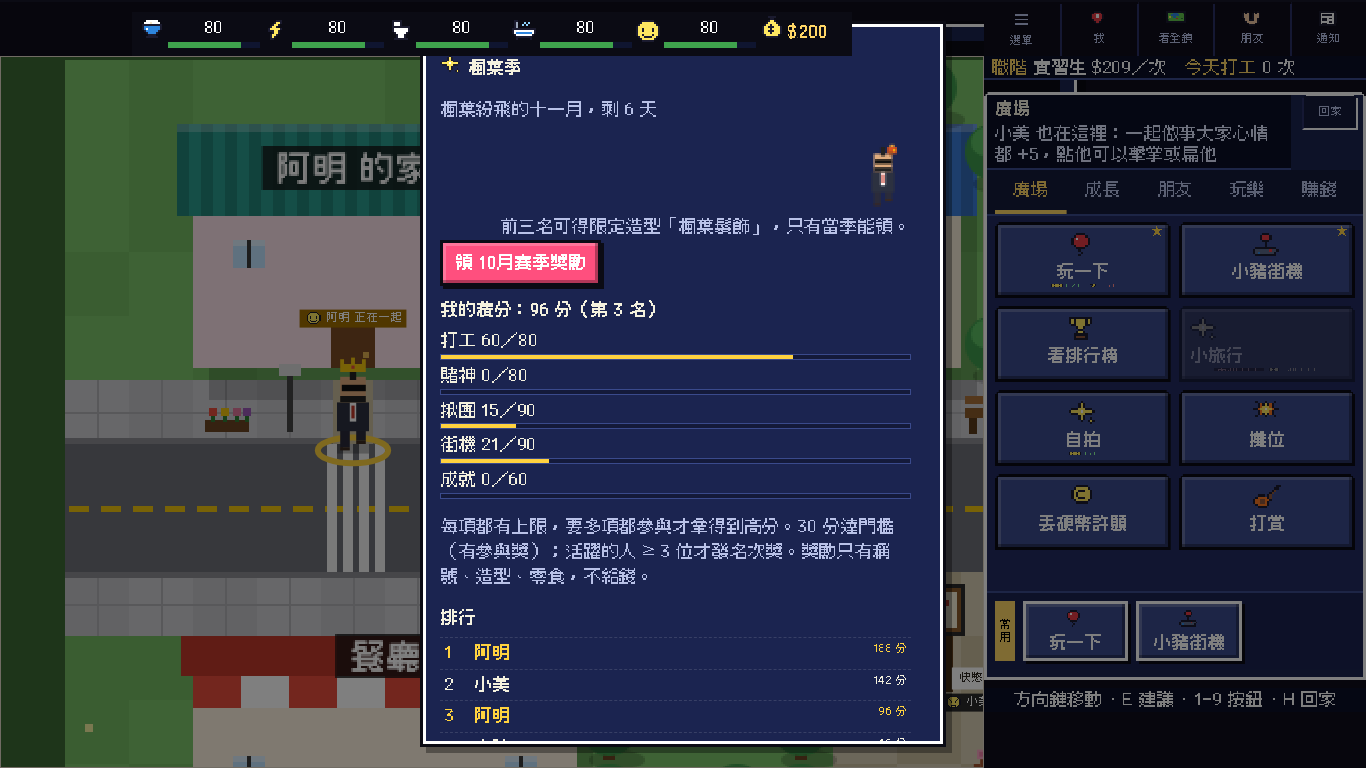 80
80
80
80
80
$200
選單
我
看全鎮
朋友
通知
職階 實習生 $209／次 今天打工 0 次
楓葉季
楓葉紛飛的十一月，剩 6 天
前三名可得限定造型「楓葉髮飾」，只有當季能領。
領 10月賽季獎勵
我的積分：96 分（第 3 名）
打工 60／80
賭神 0／80
揪團 15／90
街機 21／90
成就 0／60
每項都有上限，要多項都參與才拿得到高分。30 分達門檻
（有參與獎）；活躍的人 ≥ 3 位才發名次獎。獎勵只有稱
號、造型、零食，不給錢。
排行
1 阿明 188 分
2 小美 142 分
3 阿明 96 分
阿明 的家
阿明 正在一起
餐廳
廣場
回家
小美 也在這裡：一起做事大家心情
都 +5，點他可以擊掌或扁他
廣場 成長 朋友 玩樂 賺錢
玩一下
小豬街機
看排行榜
小旅行
自拍
攤位
丟硬幣許願
打賞
常用
玩一下
小豬街機
方向鍵移動 · E 建議 · 1-9 按鈕 · H 回家